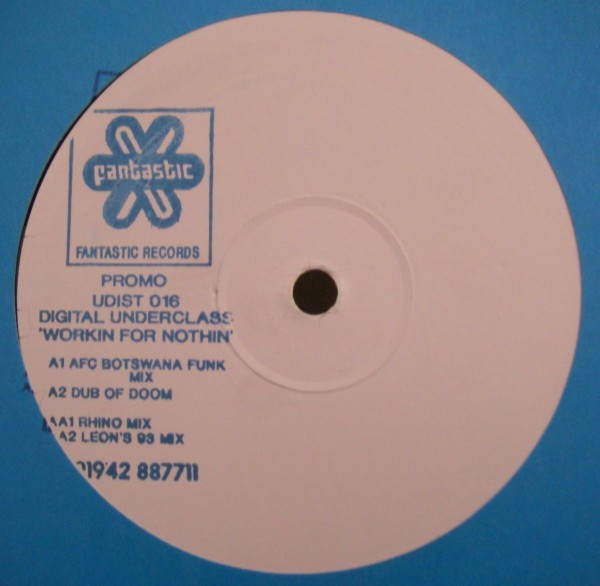 fantastic
FANTASTIC RECORDS
PROMO
UDIST 016
DIGITAL UNDERCLASS
'WORKIN FOR NOTHIN'
A1 AFC BOTSWANA FUNK
MIX
A2 DUB OF DOOM
AA1 RHINO MIX
A2 LEON'S 93 MIX
01942 887711